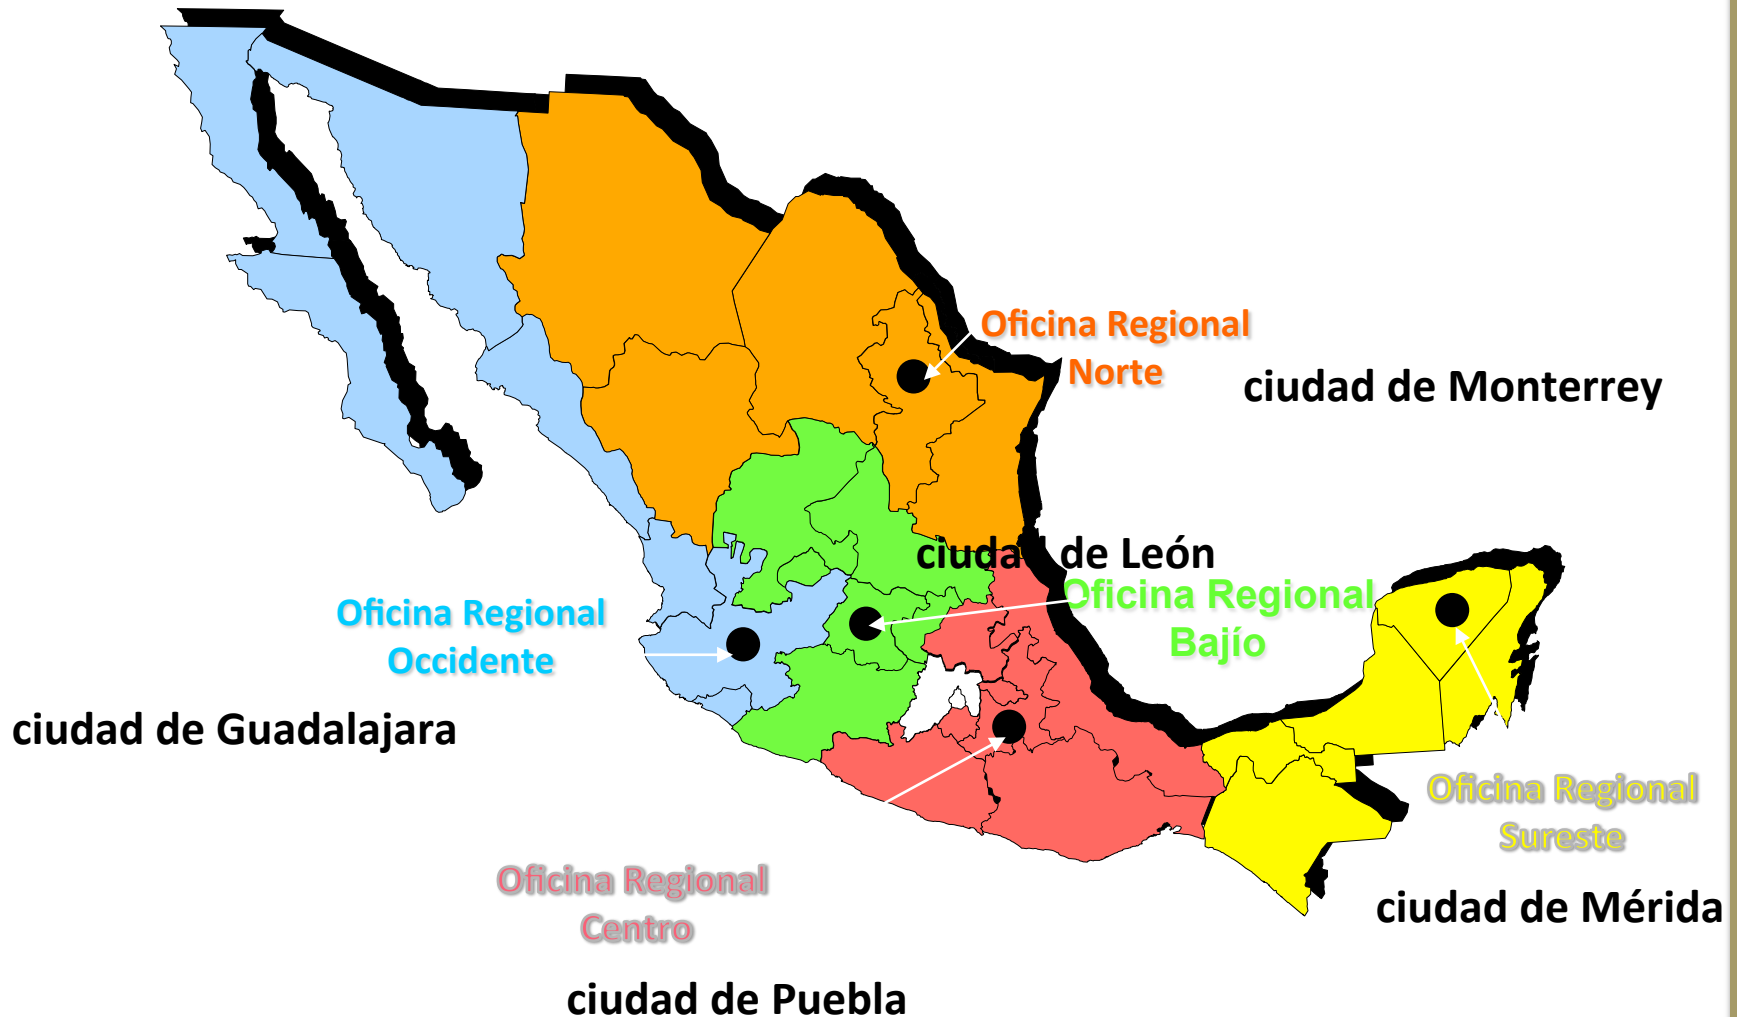 Oficina Regional
Norte
ciudad de Monterrey
ciudad de León
Oficina Regional
Bajío
Oficina Regional
Occidente
ciudad de Guadalajara
Oficina Regional
Sureste
ciudad de Mérida
Oficina Regional
Centro
ciudad de Puebla